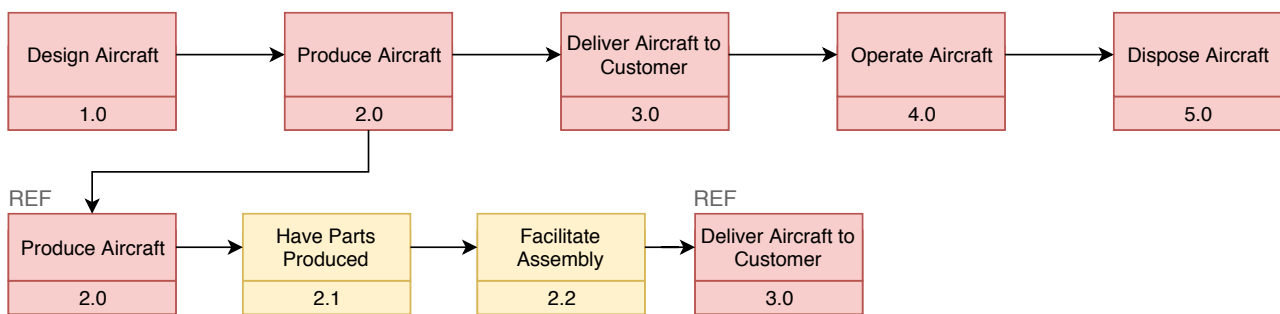 Design Aircraft
1.0
Produce Aircraft
2.0
Deliver Aircraft to
Customer
3.0
Operate Aircraft
4.0
Dispose Aircraft
5.0
REF
Produce Aircraft
2.0
Have Parts
Produced
2.1
Facilitate
Assembly
2.2
REF
Deliver Aircraft to
Customer
3.0